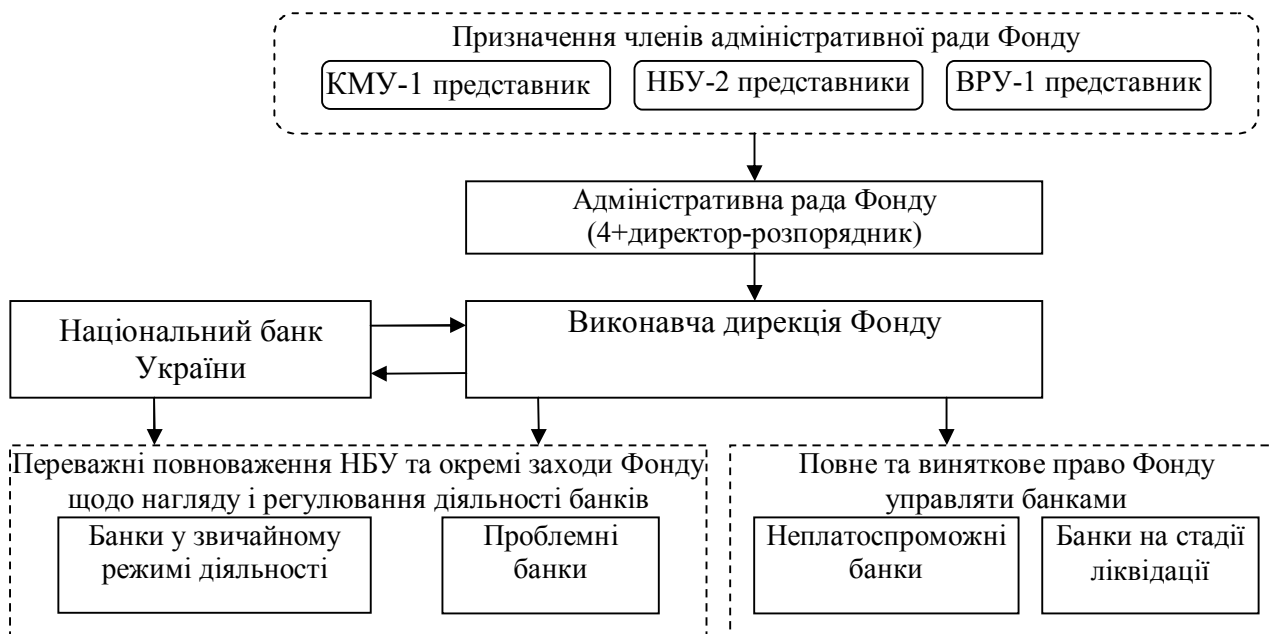 Призначення членів адміністративної ради Фонду
КМУ-1 представник
НБУ-2 представники
ВРУ-1 представник
Адміністративна рада Фонду
(4+директор-розпорядник)
Національний банк
України
Виконавча дирекція Фонду
Переважні повноваження НБУ та окремі заходи Фонду
щодо нагляду і регулювання діяльності банків
Банки у звичайному
режимі діяльності
Проблемні
банки
Повне та виняткове право Фонду
управляти банками
Неплатоспроможні
банки
Банки на стадії
ліквідації